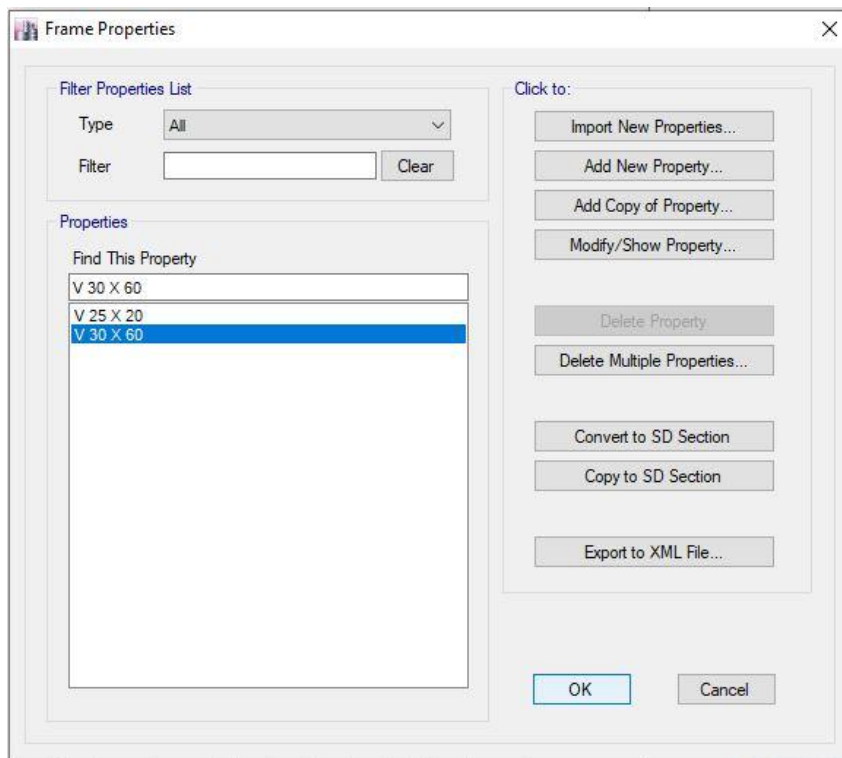 Frame Properties
Filter Properties List
Type
All
Filter
Clear
Properties
Find This Property
V 30 X 60
V 25 X 20
V 30 X 60
Click to:
Import New Properties...
Add New Property...
Add Copy of Property...
Modify/Show Property...
Delete Property
Delete Multiple Properties...
Convert to SD Section
Copy to SD Section
Export to XML File...
OK
Cancel